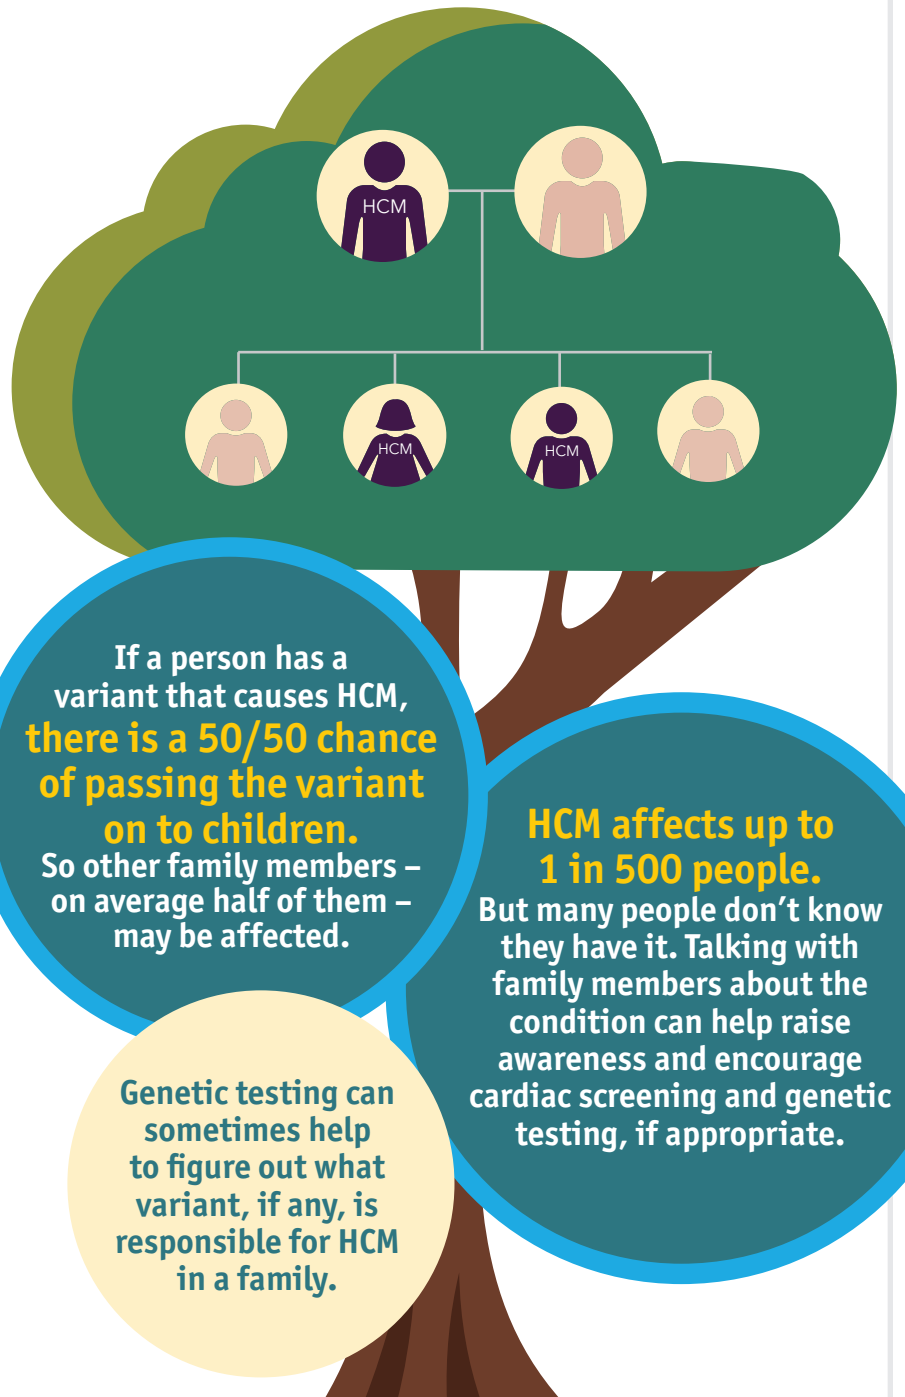 HCM
HCM
HCM
If a person has a
variant that causes HCM,
there is a 50/50 chance
of passing the variant
on to children.
So other family members –
on average half of them –
may be affected.
HCM affects up to
1 in 500 people.
But many people don’t know
they have it. Talking with
family members about the
condition can help raise
awareness and encourage
cardiac screening and genetic
testing, if appropriate.
Genetic testing can
sometimes help
to figure out what
variant, if any, is
responsible for HCM
in a family.